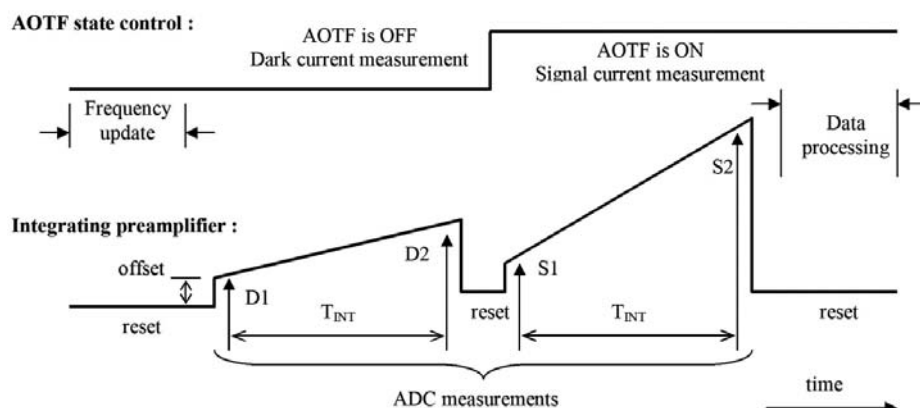 AOTF state control :
AOTF is OFF
Dark current measurement
AOTF is ON
Signal current measurement
Frequency
update
Data
processing
Integrating preamplifier :
offset
D1
D2
S1
S2
reset
T_INT
reset
T_INT
reset
ADC measurements
time